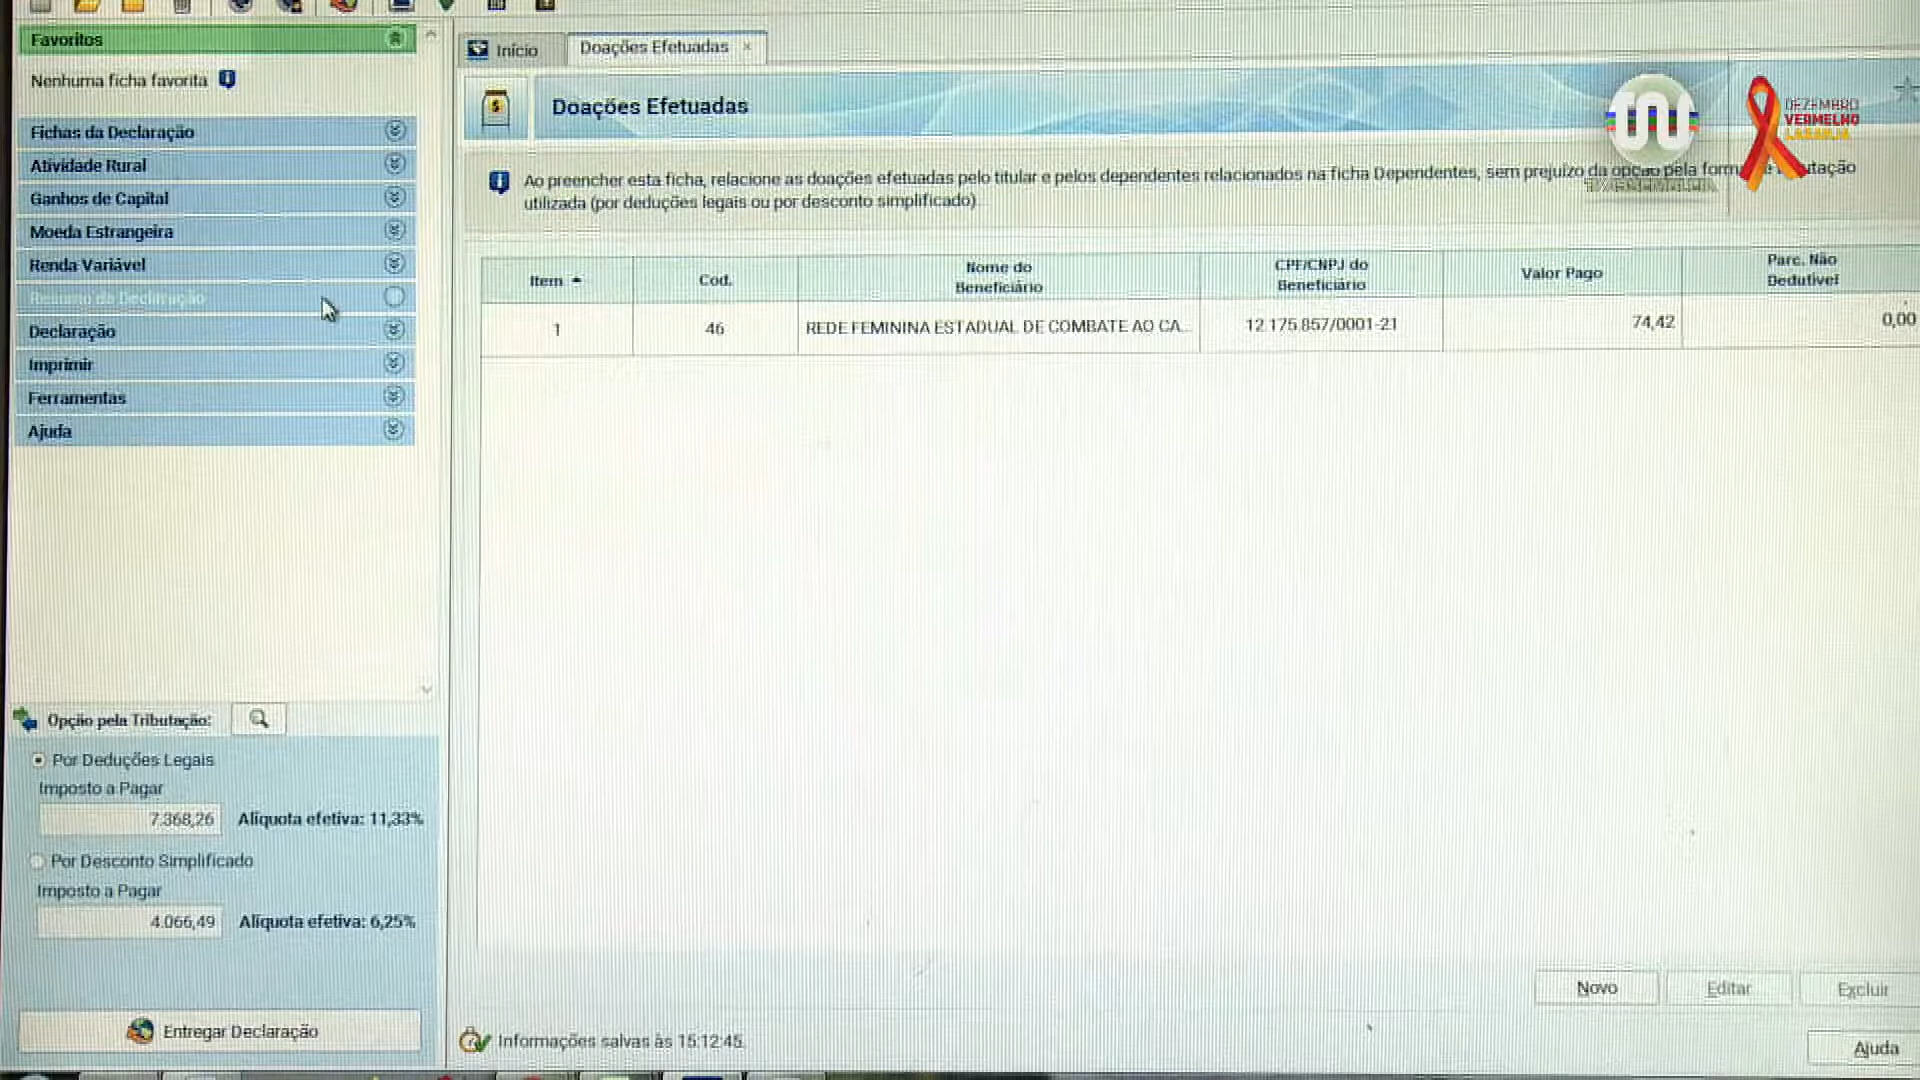 Favoritos
Nenhuma ficha favorita
Fichas da Declaração
Atividade Rural
Ganhos de Capital
Moeda Estrangeira
Renda Variável
Resumo da Declaração
Declaração
Imprimir
Ferramentas
Ajuda
Opção pela Tributação:
Por Deduções Legais
Imposto a Pagar
7.368,26 Alíquota efetiva: 11,33%
Por Desconto Simplificado
Imposto a Pagar
4.066,49 Alíquota efetiva: 6,25%
Entregar Declaração
Início
Doações Efetuadas
Doações Efetuadas
DEZEMBRO
VERMELHO
LARANJA
Ao preencher esta ficha, relacione as doações efetuadas pelo titular e pelos dependentes relacionados na ficha Dependentes, sem prejuízo da opção pela
utilizada (por deduções legais ou por desconto simplificado).
Item Cod. Nome do Beneficiário CPF/CNPJ do Beneficiário Valor Pago Parc. Não Dedutível
1 46 REDE FEMININA ESTADUAL DE COMBATE AO CA... 12.175.857/0001-21 74,42 0,00
Novo Editar Excluir
Informações salvas às 15:12:45.
Ajuda